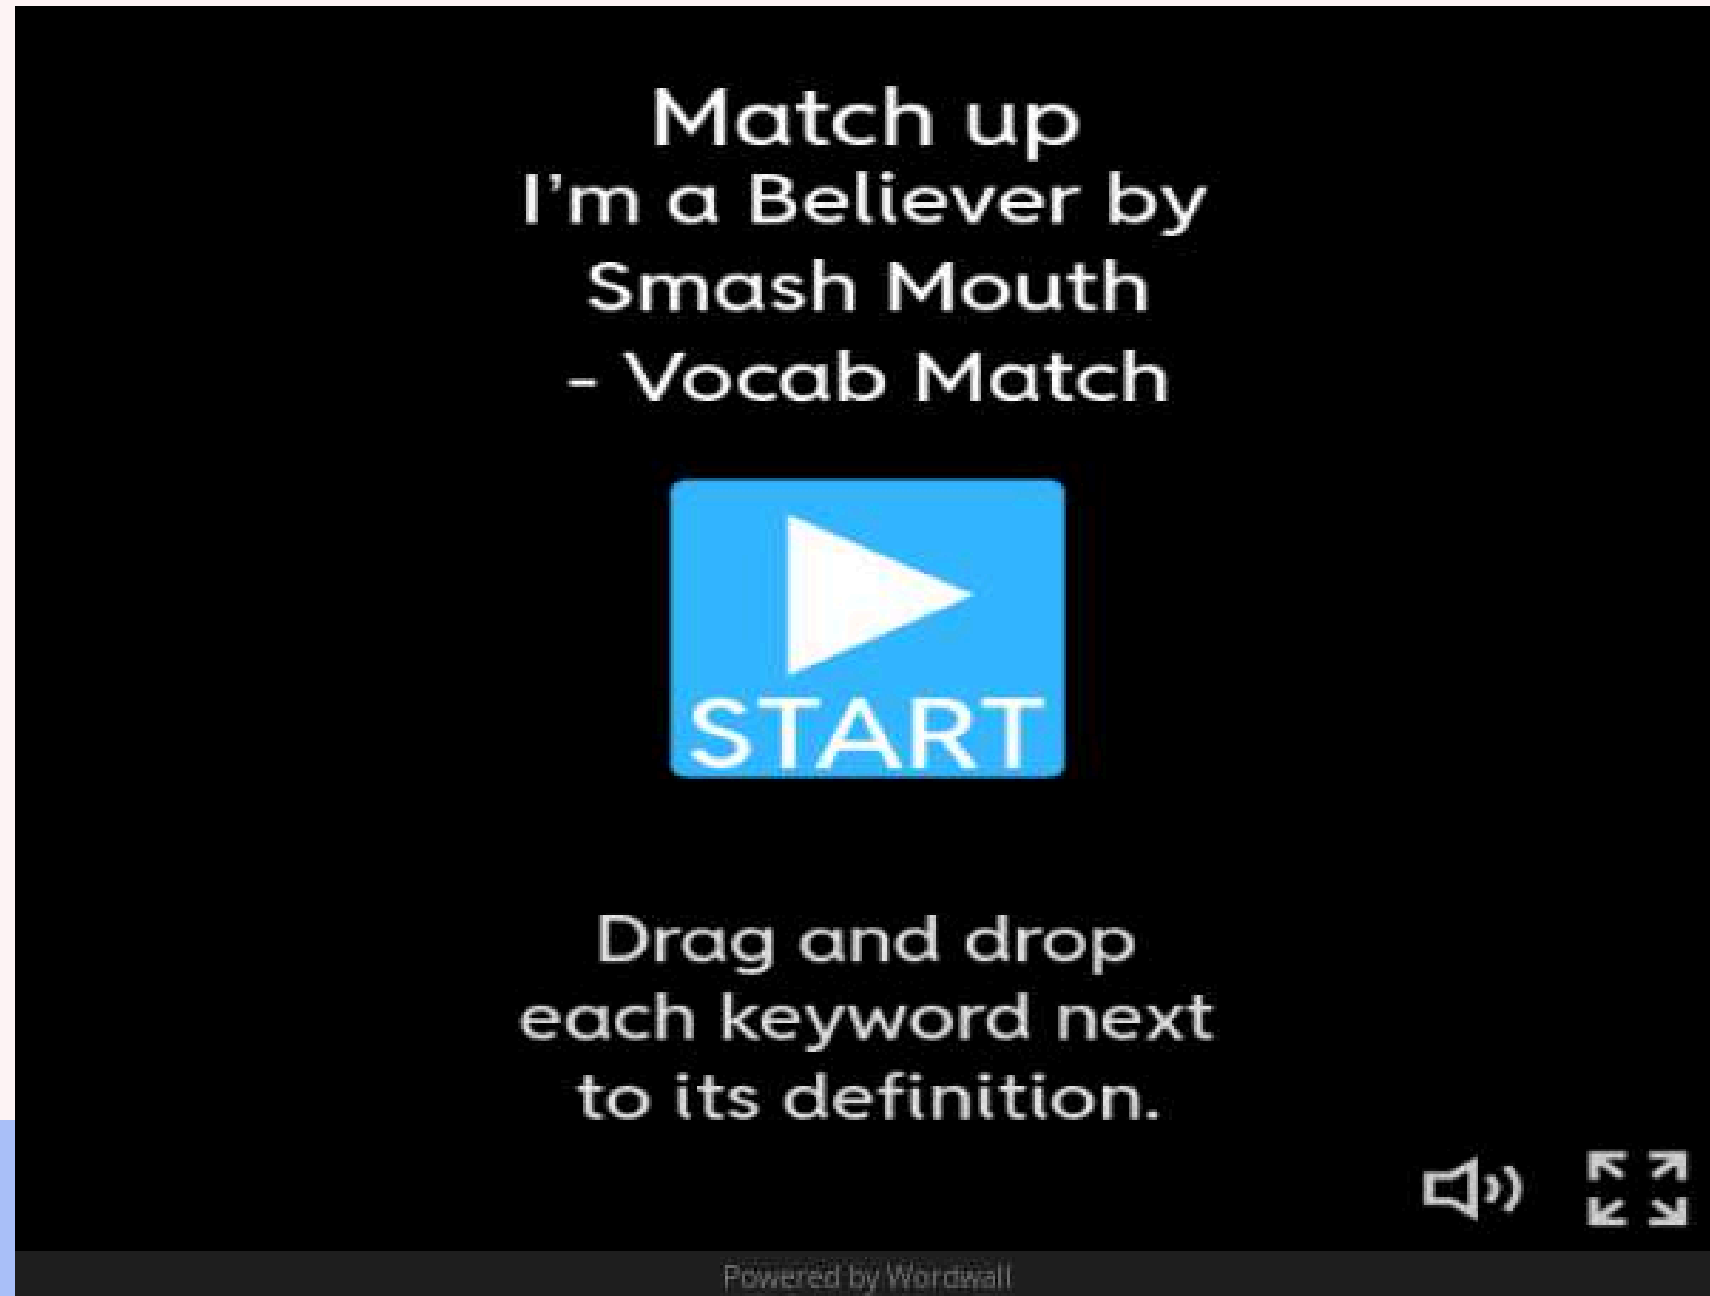 Match up
I'm a Believer by
Smash Mouth
- Vocab Match
START
Drag and drop
each keyword next
to its definition.
Powered by Wordwall